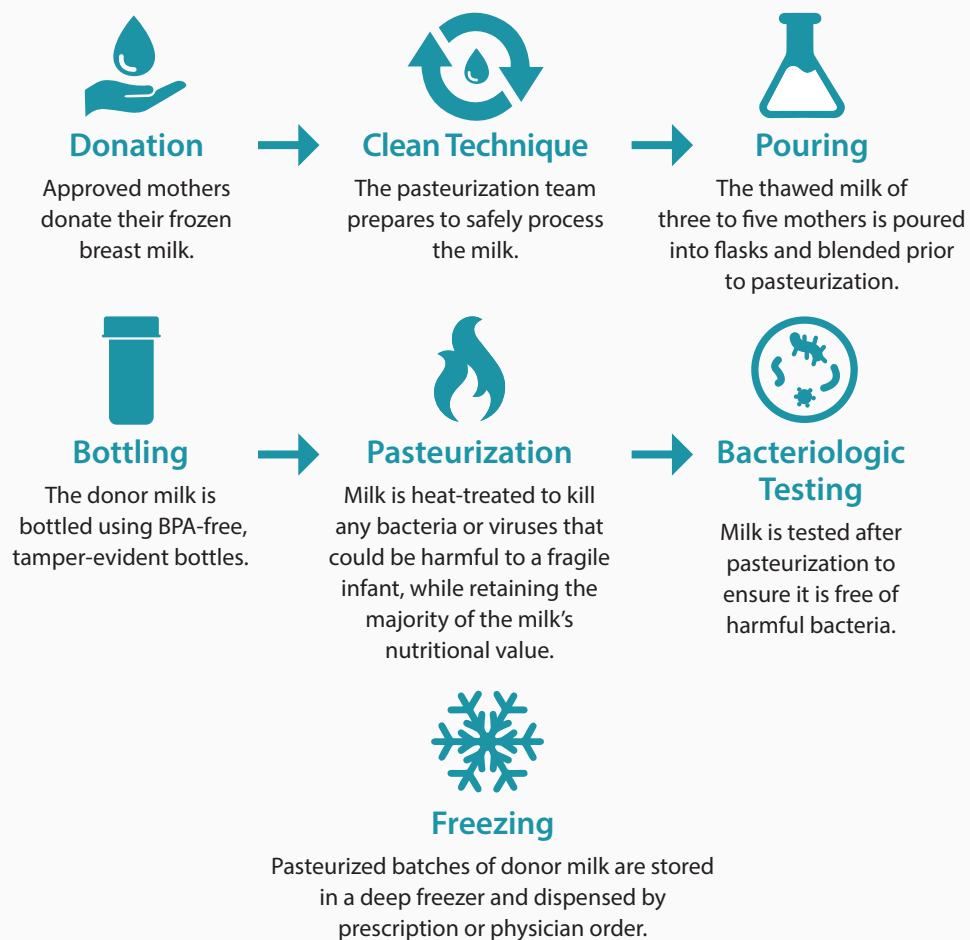 Donation
Approved mothers
donate their frozen
breast milk.
Clean Technique
The pasteurization team
prepares to safely process
the milk.
Pouring
The thawed milk of
three to five mothers is poured
into flasks and blended prior
to pasteurization.
Bottling
The donor milk is
bottled using BPA-free,
tamper-evident bottles.
Pasteurization
Milk is heat-treated to kill
any bacteria or viruses that
could be harmful to a fragile
infant, while retaining the
majority of the milk’s
nutritional value.
Bacteriologic
Testing
Milk is tested after
pasteurization to
ensure it is free of
harmful bacteria.
Freezing
Pasteurized batches of donor milk are stored
in a deep freezer and dispensed by
prescription or physician order.